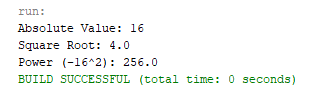 run:
Absolute Value: 16
Square Root: 4.0
Power (-16^2): 256.0
BUILD SUCCESSFUL (total time: 0 seconds)